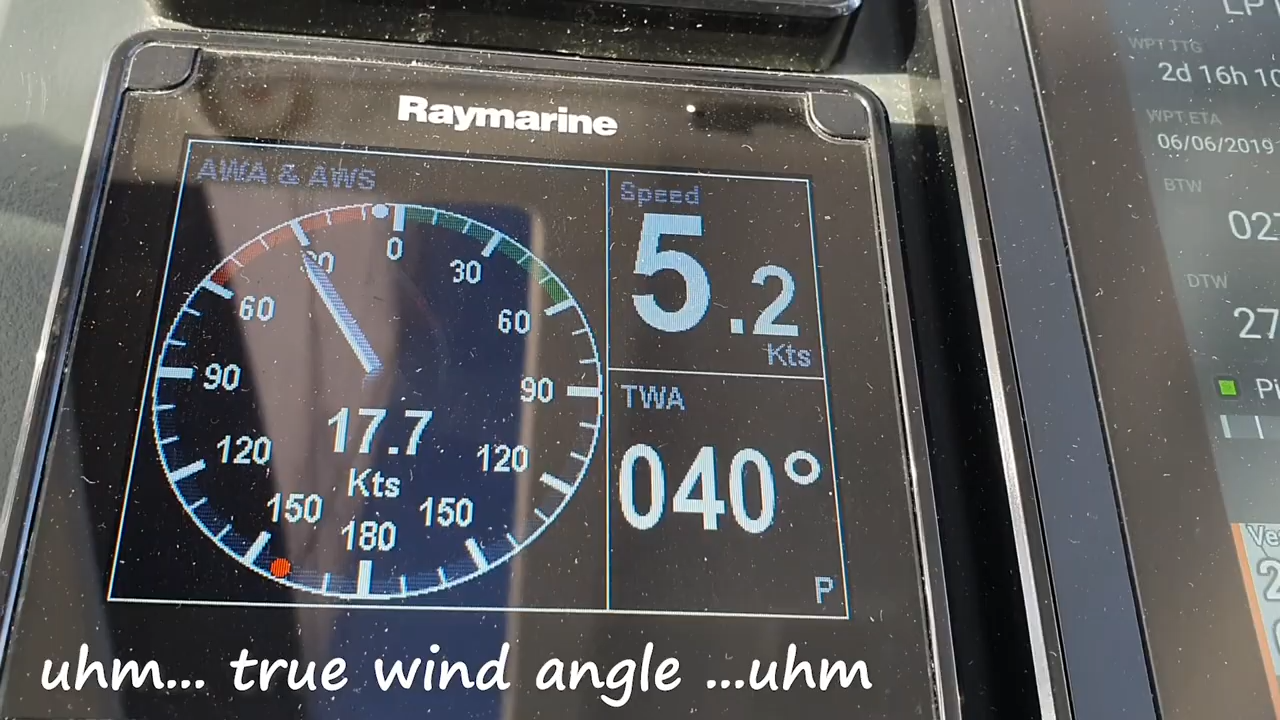 Raymarine
AWA & AWS
0
30
30
60
60
90
90
120
120
150
150
180
17.7
Kts
Speed
5.2
Kts
TWA
040°
P
WPT TTG
2d 16h 10
WPT ETA
06/06/2019
BTW
DTW
27
uhm... true wind angle ...uhm